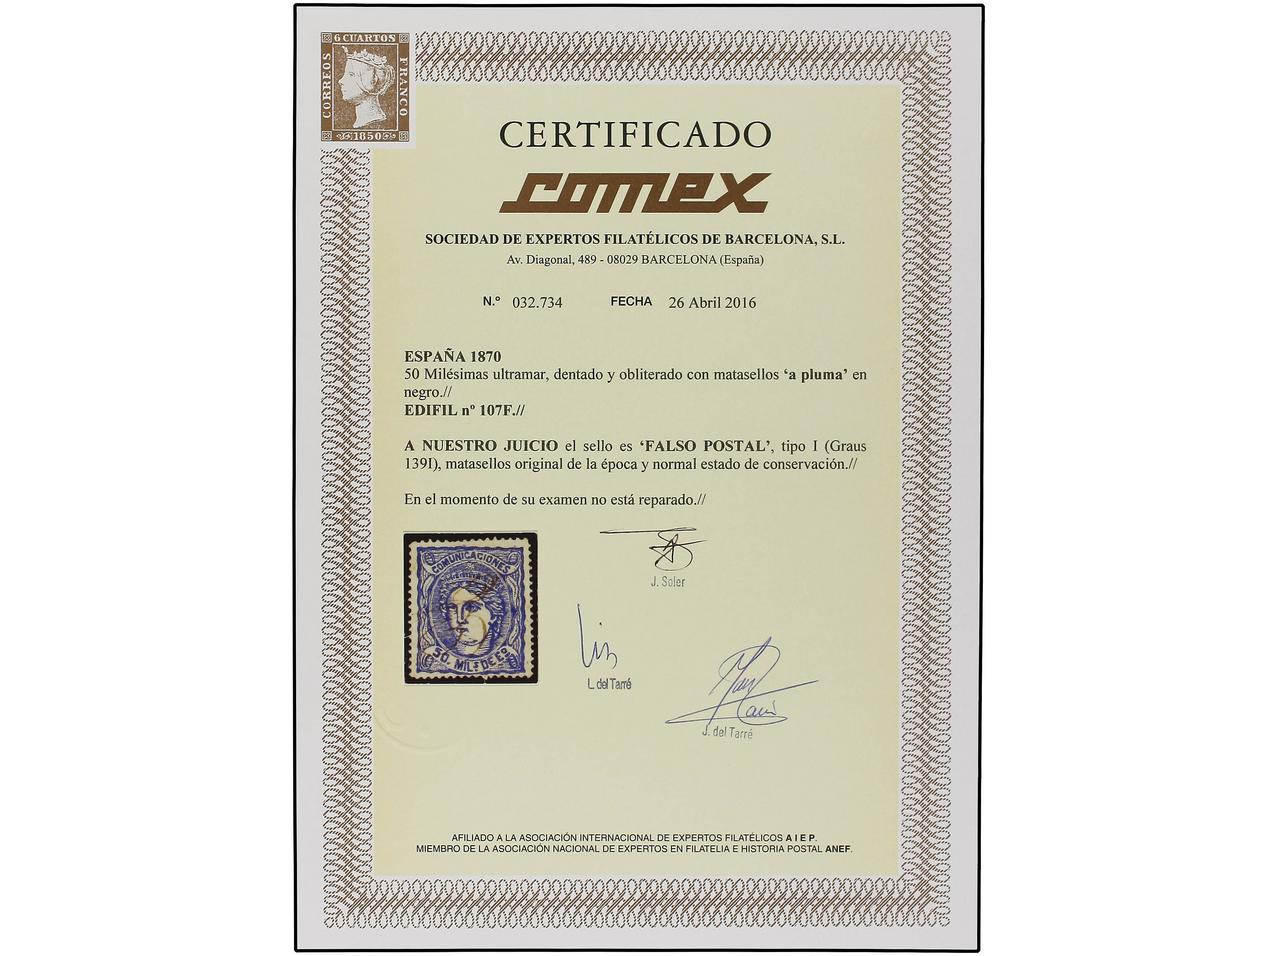 6 CUARTOS
CORREOS
FRANCO
1850
CERTIFICADO
comex
SOCIEDAD DE EXPERTOS FILATÉLICOS DE BARCELONA, S.L.
Av. Diagonal, 489 - 08029 BARCELONA (España)
N.º 032.734 FECHA 26 Abril 2016
ESPAÑA 1870
50 Milésimas ultramar, dentado y obliterado con matasellos ‘a pluma’ en
negro.//
EDIFIL nº 107F.//
A NUESTRO JUICIO el sello es ‘FALSO POSTAL’, tipo I (Graus
139I), matasellos original de la época y normal estado de conservación.//
En el momento de su examen no está reparado.//
COMUNICACIONES
50. MILS DE EO
J. Soler
L. del Tarré
J. del Tarré
AFILIADO A LA ASOCIACIÓN INTERNACIONAL DE EXPERTOS FILATÉLICOS A I E P.
MIEMBRO DE LA ASOCIACIÓN NACIONAL DE EXPERTOS EN FILATELIA E HISTORIA POSTAL ANEF.